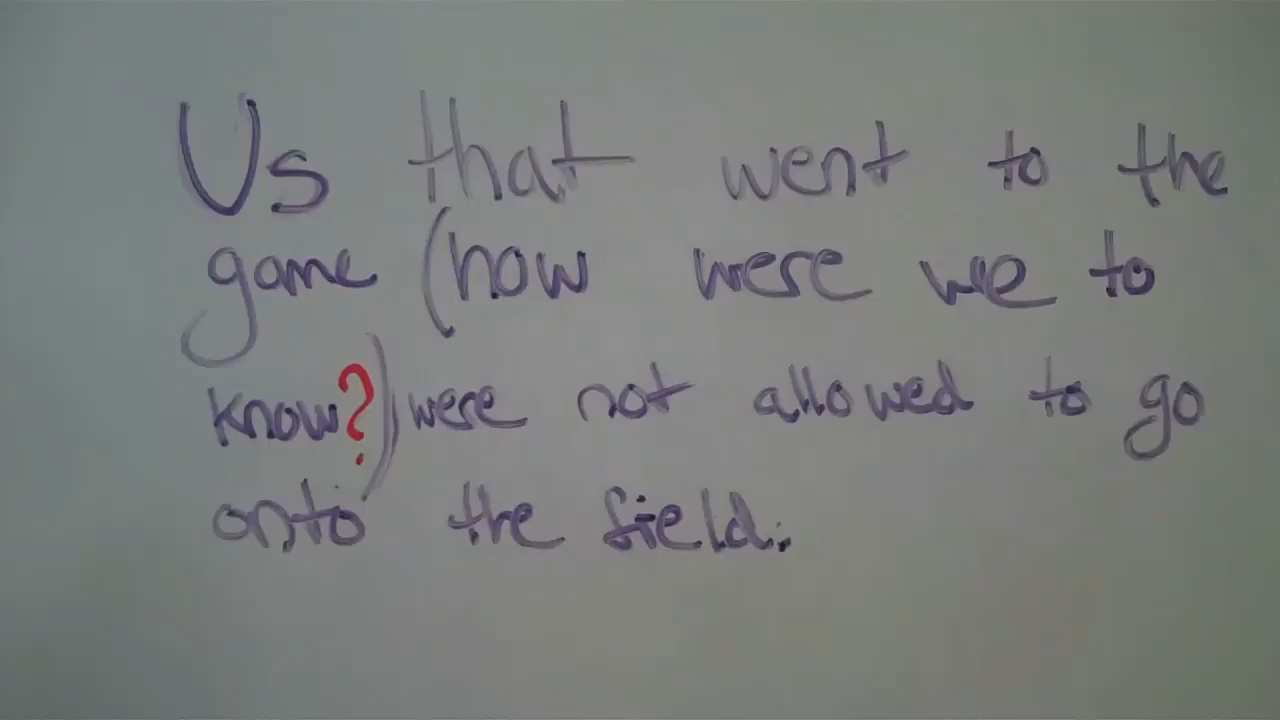 Us that went to the
game (how were we to
know?), were not allowed to go
onto the field.